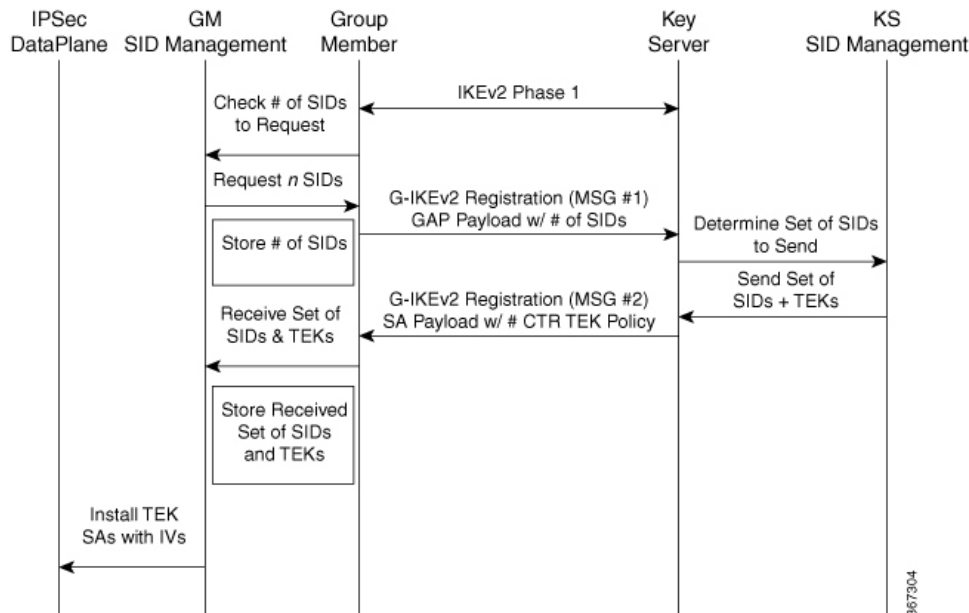 IPSec
DataPlane
GM
SID Management
Group
Member
Key
Server
KS
SID Management
IKEv2 Phase 1
Check # of SIDs
to Request
Request n SIDs
G-IKEv2 Registration (MSG #1)
GAP Payload w/ # of SIDs
Store # of SIDs
Determine Set of SIDs
to Send
Send Set of
SIDs + TEKs
G-IKEv2 Registration (MSG #2)
SA Payload w/ # CTR TEK Policy
Receive Set of
SIDs & TEKs
Store Received
Set of SIDs
and TEKs
Install TEK
SAs with IVs
367304